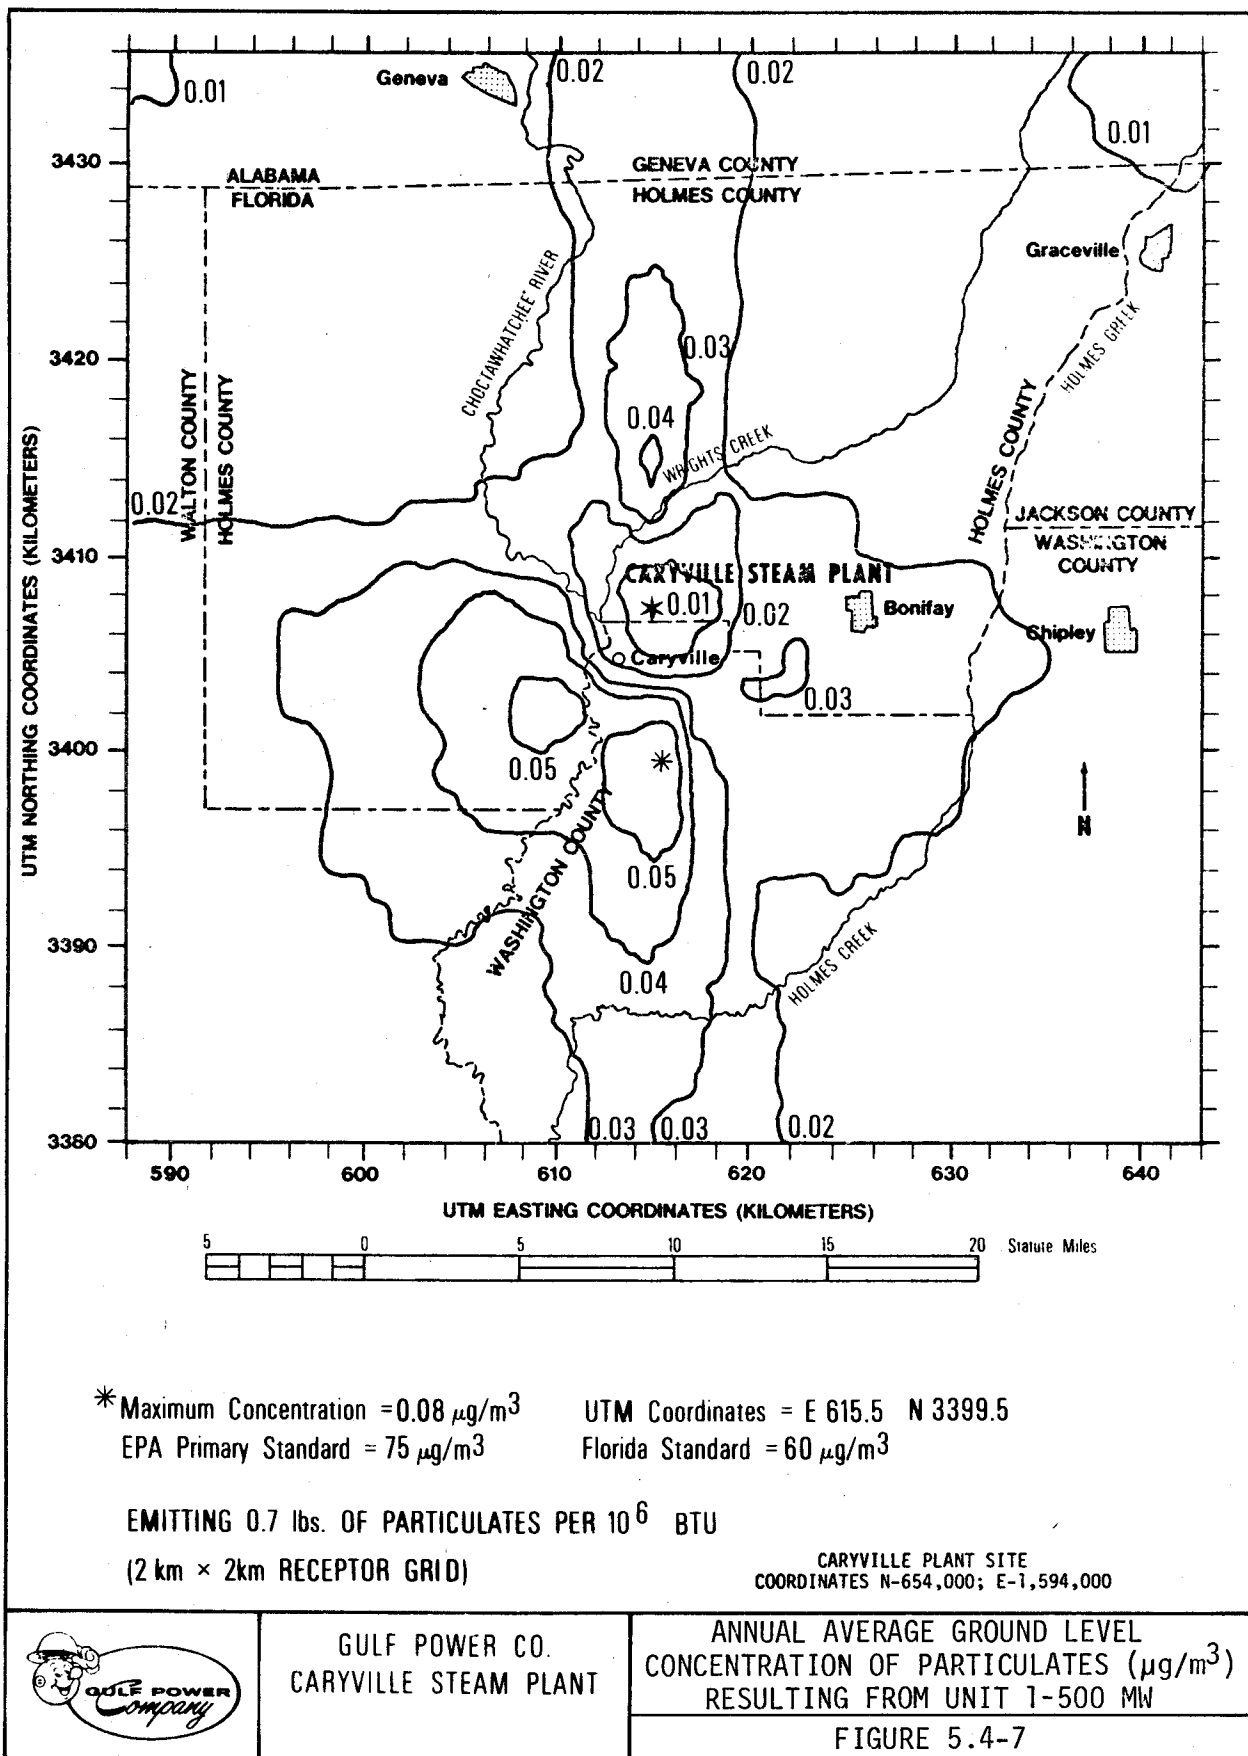 0.01
Geneva
0.02
0.02
0.01
3430
ALABAMA
FLORIDA
GENEVA COUNTY
HOLMES COUNTY
Graceville
CHOCTAWHATCHEE RIVER
3420
0.03
HOLMES CREEK
WALTON COUNTY
HOLMES COUNTY
0.04
WRIGHTS CREEK
HOLMES COUNTY
0.02
JACKSON COUNTY
WASHINGTON
COUNTY
3410
CARYVILLE STEAM PLANT
0.01
0.02
Bonifay
Shipley
Caryville
0.03
3400
0.05
N
0.05
WASHINGTON COUNTY
3390
0.04
HOLMES CREEK
3360
0.03
0.03
0.02
590
600
610
620
630
640
UTM NORTHING COORDINATES (KILOMETERS)
UTM EASTING COORDINATES (KILOMETERS)
5 0 5 10 15 20 Statute Miles
* Maximum Concentration = 0.08 µg/m³
UTM Coordinates = E 615.5 N 3399.5
EPA Primary Standard = 75 µg/m³
Florida Standard = 60 µg/m³
EMITTING 0.7 lbs. OF PARTICULATES PER 10⁶ BTU
(2 km × 2km RECEPTOR GRID)
CARYVILLE PLANT SITE
COORDINATES N-654,000; E-1,594,000
GULF POWER
Company
GULF POWER CO.
CARYVILLE STEAM PLANT
ANNUAL AVERAGE GROUND LEVEL
CONCENTRATION OF PARTICULATES (µg/m³)
RESULTING FROM UNIT 1-500 MW
FIGURE 5.4-7